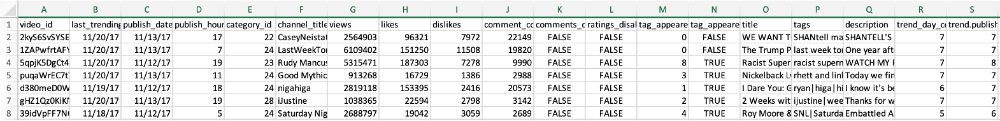 A B C D E F G H I J K L M N O P Q R S
1 video_id last_trending publish_date publish_hour category_id channel_title views likes dislikes comment_co comments_c ratings_disal tag_appeare tag_appeare title tags description trend_day_c trend.publish
2 2kyS6SvSYSE 11/20/17 11/13/17 17 22 CaseyNeistat 2564903 96321 7972 22149 FALSE FALSE 0 FALSE WE WANT T SHANtell ma SHANTELL'S 7 7
3 1ZAPwfrtAFY 11/20/17 11/13/17 7 24 LastWeekTon 6109402 151250 11508 19820 FALSE FALSE 0 FALSE The Trump P last week to One year aft 7 7
4 5qpjK5DgCt4 11/20/17 11/12/17 19 23 Rudy Mancus 5315471 187303 7278 9990 FALSE FALSE 8 TRUE Racist Super racist supern WATCH MY 7 8
5 puqaWrEC7t 11/20/17 11/13/17 11 24 Good Mythic 913268 16729 1386 2988 FALSE FALSE 3 TRUE Nickelback Ly rhett and lin Today we fin 7 7
6 d380meD0W 11/19/17 11/12/17 18 24 nigahiga 2819118 153395 2416 20573 FALSE FALSE 1 TRUE I Dare You: G ryan|higa|hi I know it's be 6 7
7 gHZ1Qz0KiKM 11/20/17 11/13/17 19 28 iJustine 1038365 22594 2798 3142 FALSE FALSE 2 TRUE 2 Weeks wit ijustine|wee Thanks for w 7 7
8 39idVpFF7N 11/18/17 11/12/17 5 24 Saturday Nig 2688797 19042 3059 2689 FALSE FALSE 4 TRUE Roy Moore & SNL|Saturda Embattled A 5 6